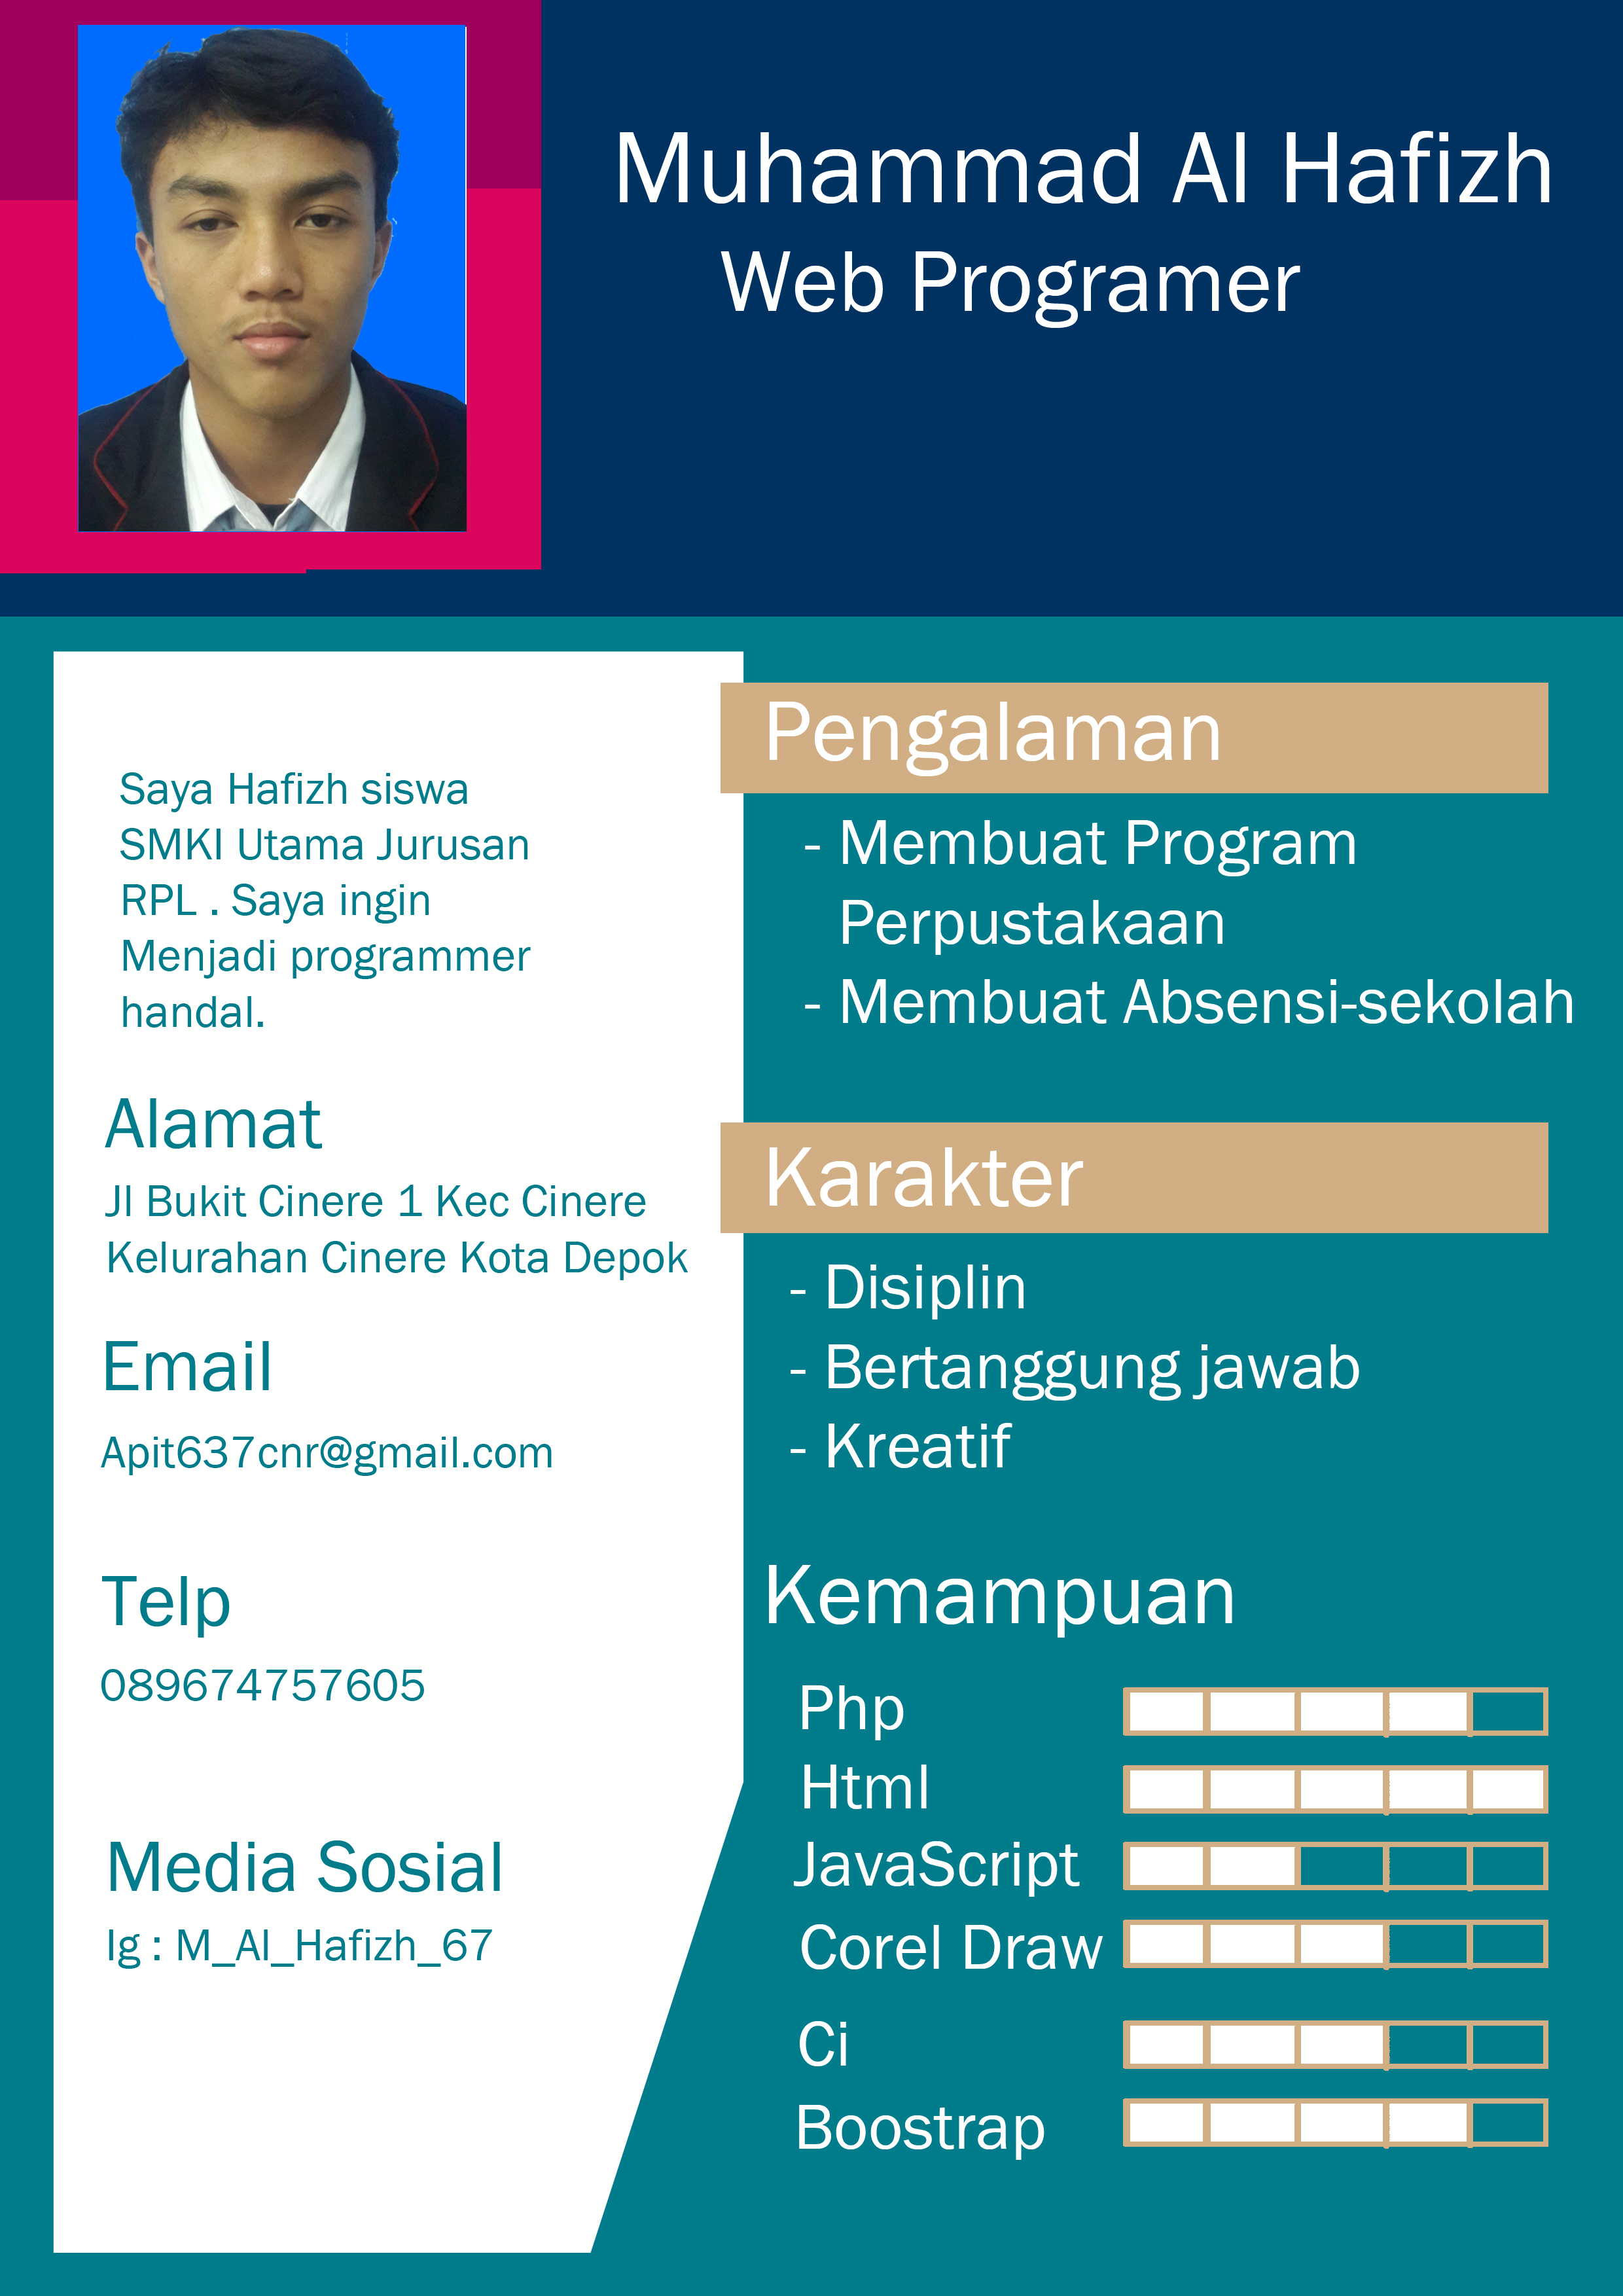 Muhammad Al Hafizh
Web Programer
Saya Hafizh siswa
SMKI Utama Jurusan
RPL . Saya ingin
Menjadi programmer
handal.
Alamat
Jl Bukit Cinere 1 Kec Cinere
Kelurahan Cinere Kota Depok
Email
Apit637cnr@gmail.com
Telp
089674757605
Media Sosial
Ig : M_Al_Hafizh_67
Pengalaman
- Membuat Program
Perpustakaan
- Membuat Absensi-sekolah
Karakter
- Disiplin
- Bertanggung jawab
- Kreatif
Kemampuan
Php
Html
JavaScript
Corel Draw
Ci
Boostrap